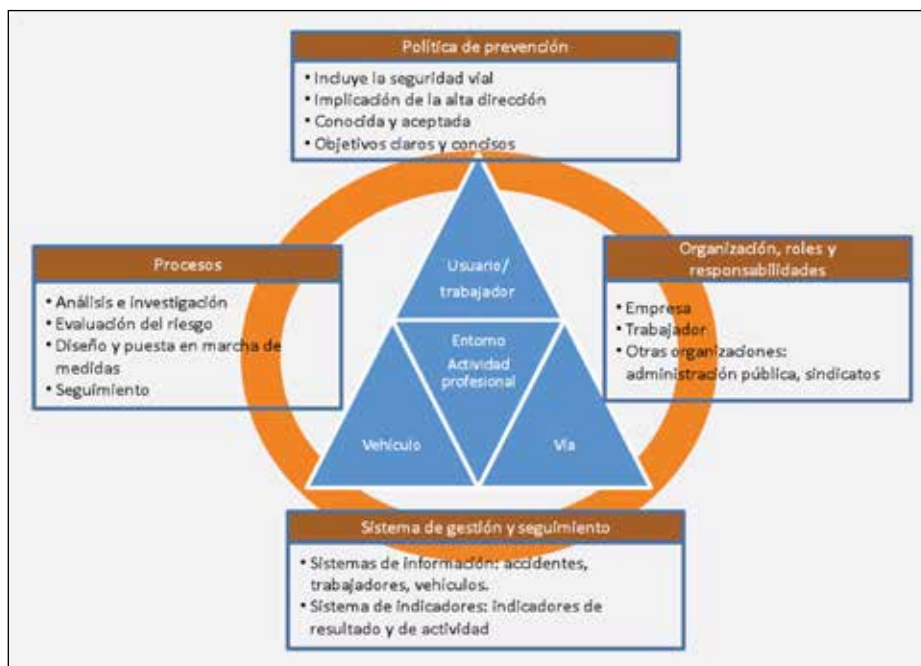 Política de prevención
• Incluye la seguridad vial
• Implicación de la alta dirección
• Conocida y aceptada
• Objetivos claros y concisos
Procesos
• Análisis e investigación
• Evaluación del riesgo
• Diseño y puesta en marcha de
medidas
• Seguimiento
Usuario/
trabajador
Entorno
Actividad
profesional
Vehículo
Vía
Organización, roles y
responsabilidades
• Empresa
• Trabajador
• Otras organizaciones:
administración pública, sindicatos
Sistema de gestión y seguimiento
• Sistemas de información: accidentes,
trabajadores, vehículos.
• Sistema de indicadores: indicadores de
resultado y de actividad